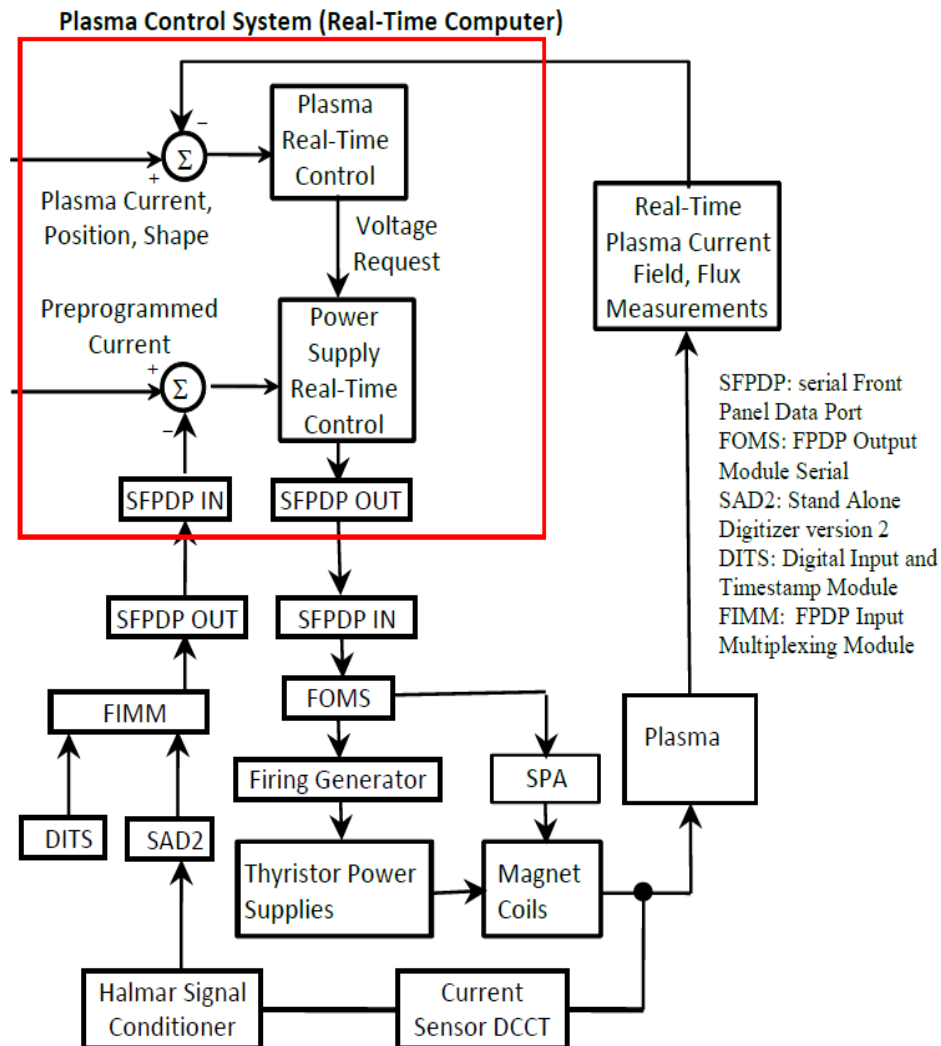 Plasma Control System (Real-Time Computer)
−
Σ
+
Plasma
Real-Time
Control
Plasma Current,
Position, Shape
Voltage
Request
Real-Time
Plasma Current
Field, Flux
Measurements
Preprammed
Current
+
Σ
−
Power
Supply
Real-Time
Control
SFPDP IN
SFPDP OUT
SFPDP: serial Front
Panel Data Port
FOMS: FPDP Output
Module Serial
SAD2: Stand Alone
Digitizer version 2
DITS: Digital Input and
Timestamp Module
FIMM:  FPDP Input
Multiplexing Module
SFPDP OUT
SFPDP IN
FIMM
FOMS
Firing Generator
SPA
Plasma
DITS
SAD2
Thyristor Power
Supplies
Magnet
Coils
Halmar Signal
Conditioner
Current
Sensor DCCT